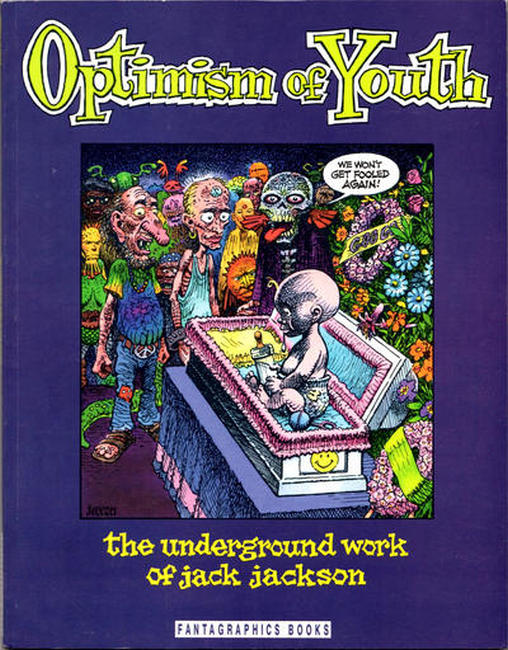 Optimism of Youth
WE WON'T
GET FOOLED
AGAIN!
JAXON
the underground work
of jack jackson
FANTAGRAPHICS BOOKS